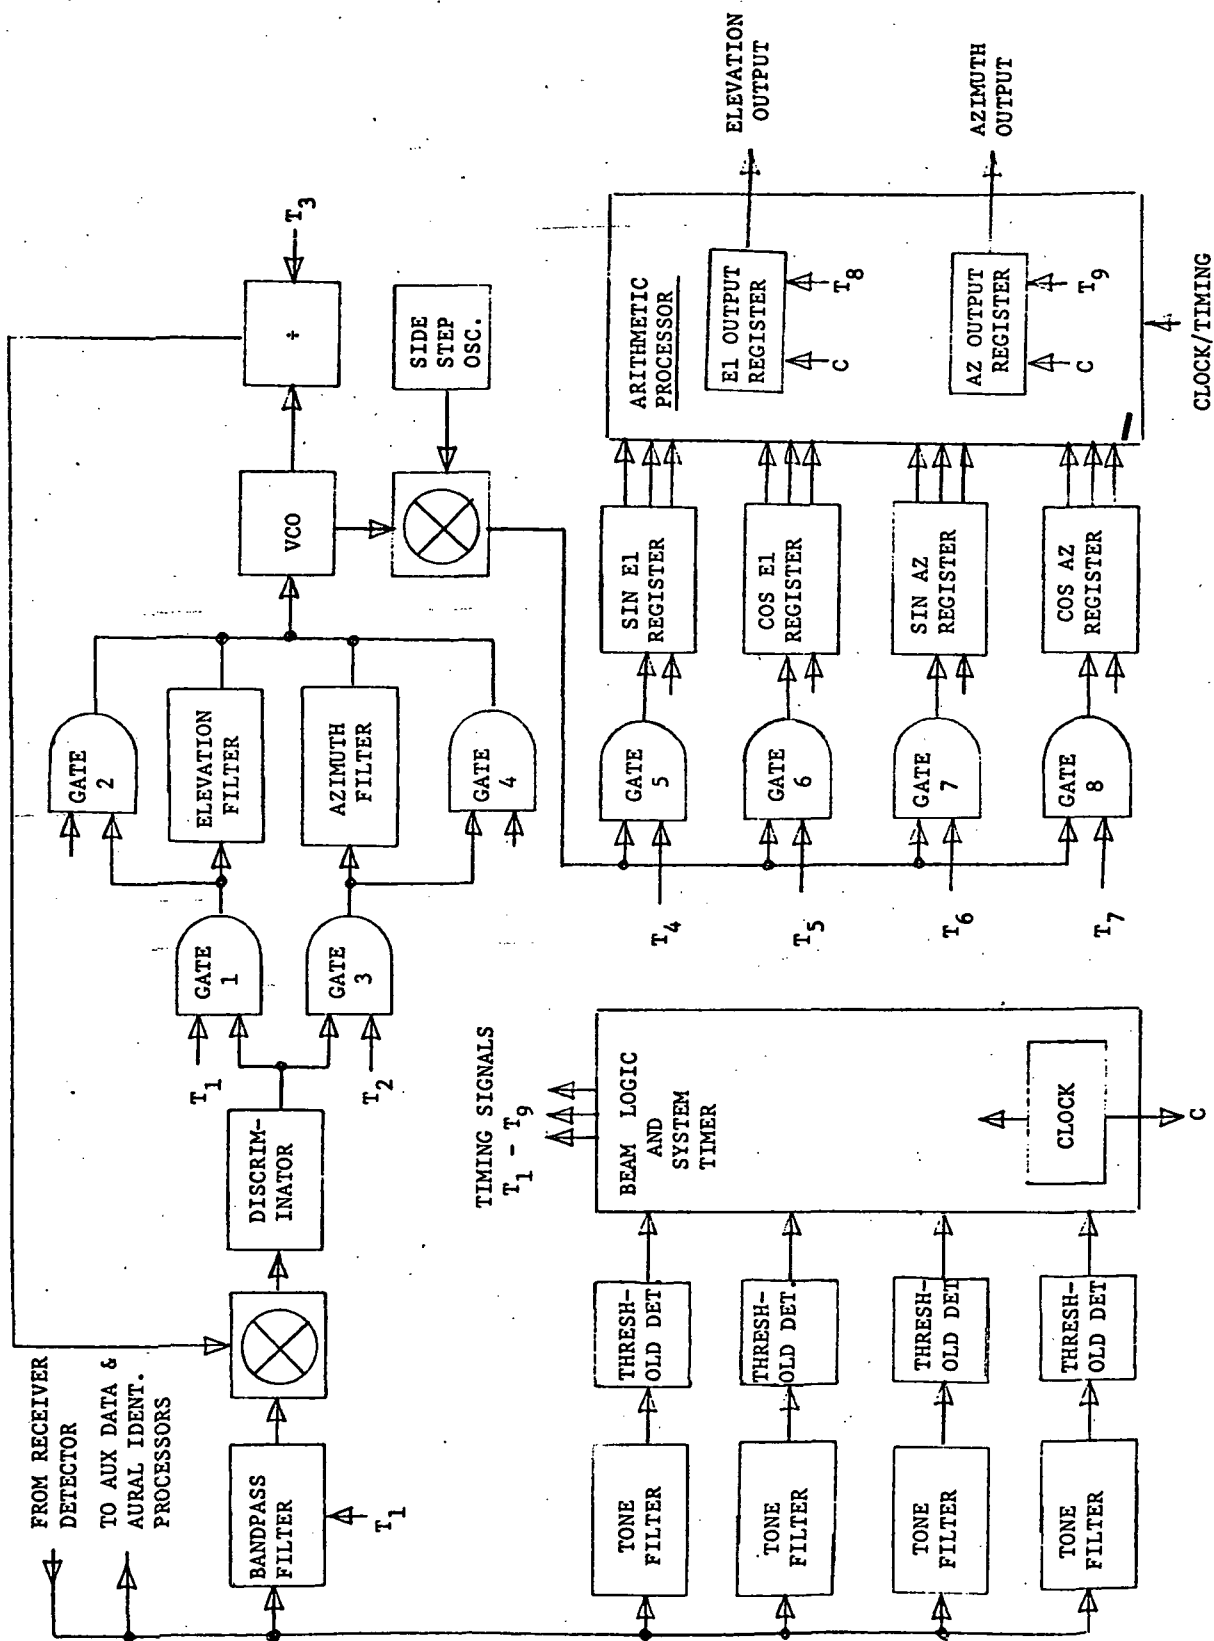 FROM RECEIVER
DETECTOR
TO AUX DATA &
AURAL IDENT.
PROCESSORS
BANDPASS
FILTER
T1
DISCRIM-
INATOR
T1
T2
GATE
1
GATE
3
GATE
2
ELEVATION
FILTER
AZIMUTH
FILTER
GATE
4
VCO
÷
T3
SIDE
STEP
OSC.
TONE
FILTER
THRESH-
OLD DET.
TONE
FILTER
THRESH-
OLD DET.
TONE
FILTER
THRESH-
OLD DET
TONE
FILTER
THRESH-
OLD DET.
TIMING SIGNALS
T1 - T9
BEAM LOGIC
AND
SYSTEM
TIMER
CLOCK
C
T4
T5
T6
T7
GATE
5
GATE
6
GATE
7
GATE
8
SIN E1
REGISTER
COS E1
REGISTER
SIN AZ
REGISTER
COS AZ
REGISTER
ARITHMETIC
PROCESSOR
E1 OUTPUT
REGISTER
C
T8
AZ OUTPUT
REGISTER
C
T9
ELEVATION
OUTPUT
AZIMUTH
OUTPUT
CLOCK/TIMING